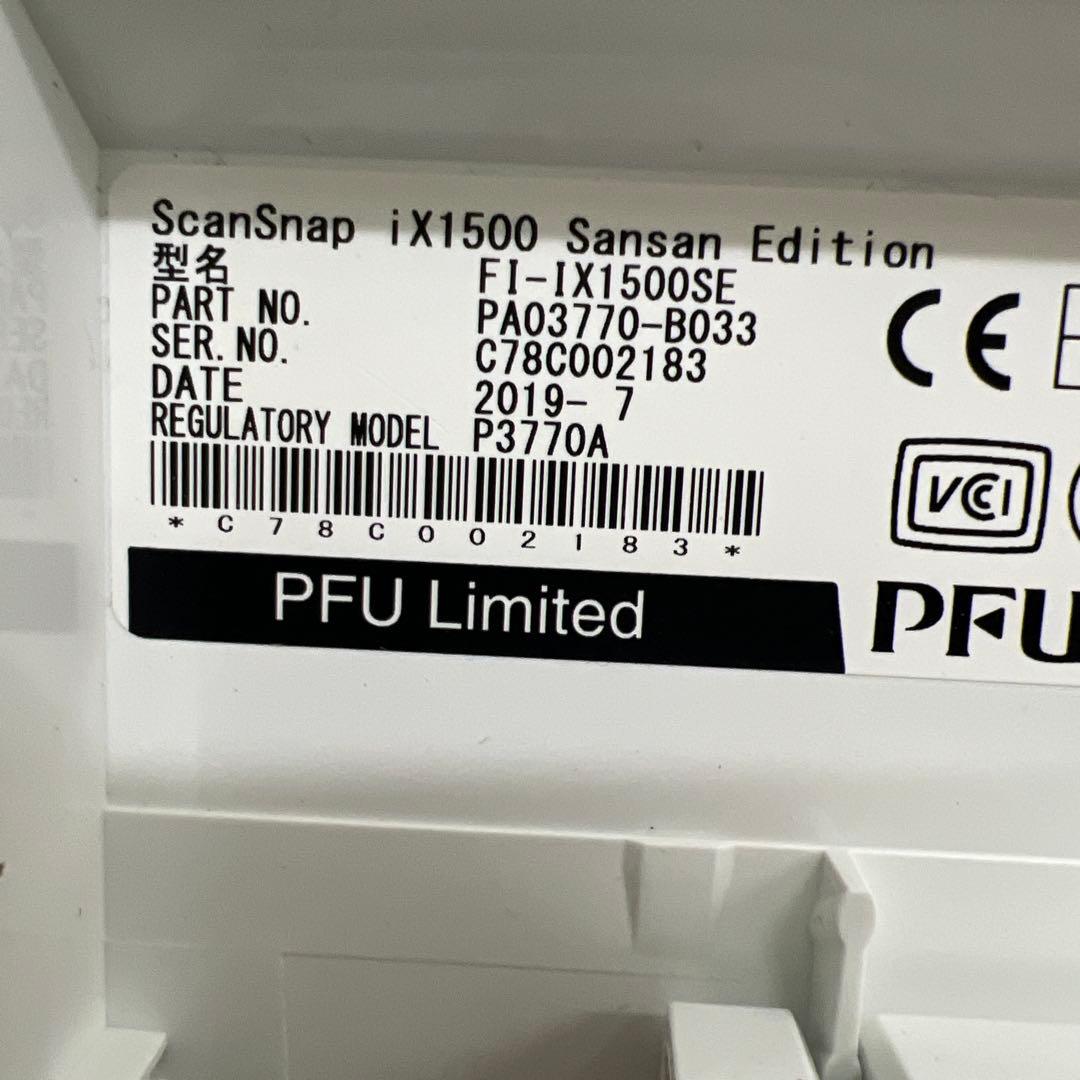 ScanSnap iX1500 Sansan Edition
型名 FI-IX1500SE
PART NO. PA03770-B033
SER.NO. C78C002183
DATE 2019- 7
REGULATORY MODEL P3770A
*C78C002183*
PFU Limited
CE
VCCI
PFU